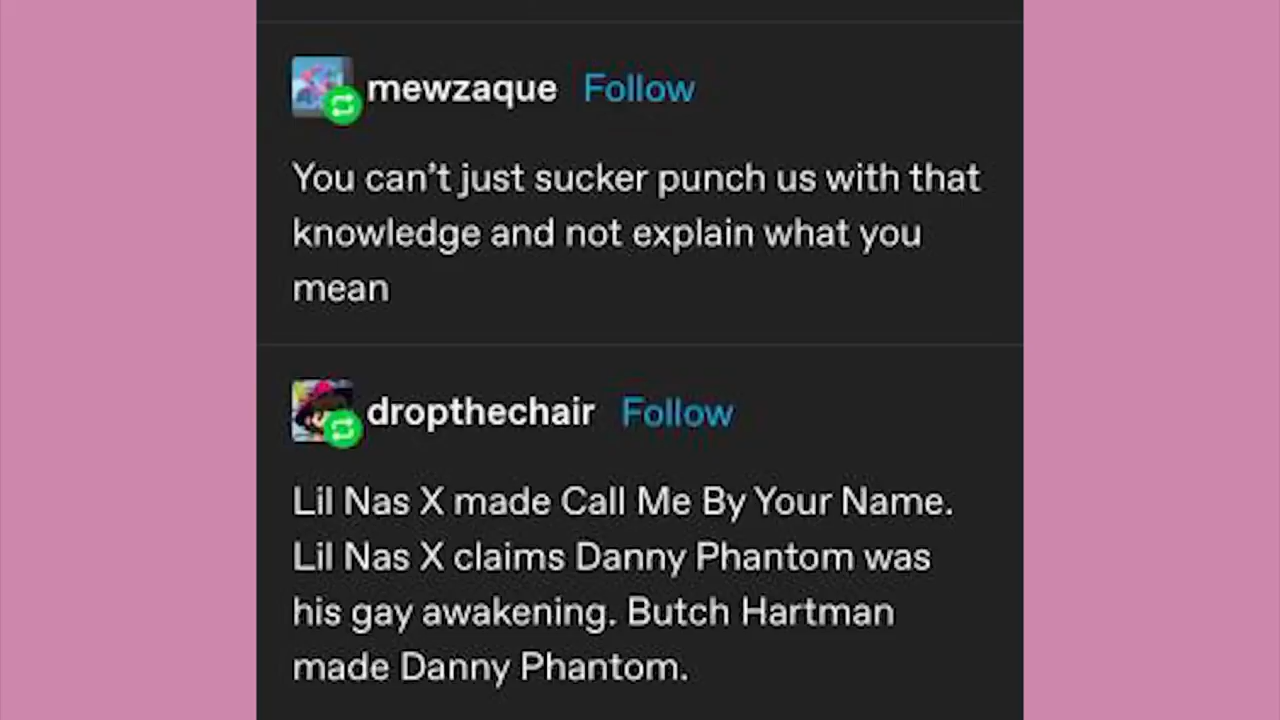 mewzaque Follow
You can’t just sucker punch us with that
knowledge and not explain what you
mean
dropthechair Follow
Lil Nas X made Call Me By Your Name.
Lil Nas X claims Danny Phantom was
his gay awakening. Butch Hartman
made Danny Phantom.